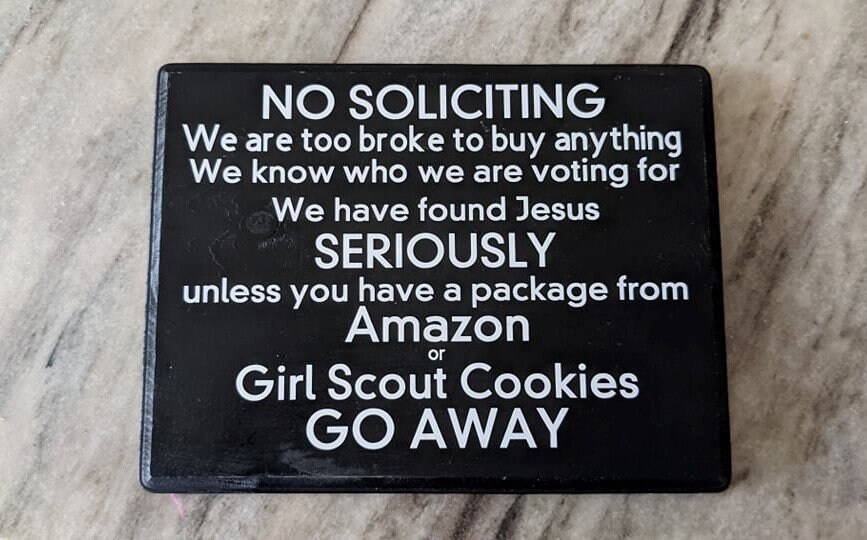 NO SOLICITING
We are too broke to buy anything
We know who we are voting for
We have found Jesus
SERIOUSLY
unless you have a package from
Amazon
or
Girl Scout Cookies
GO AWAY